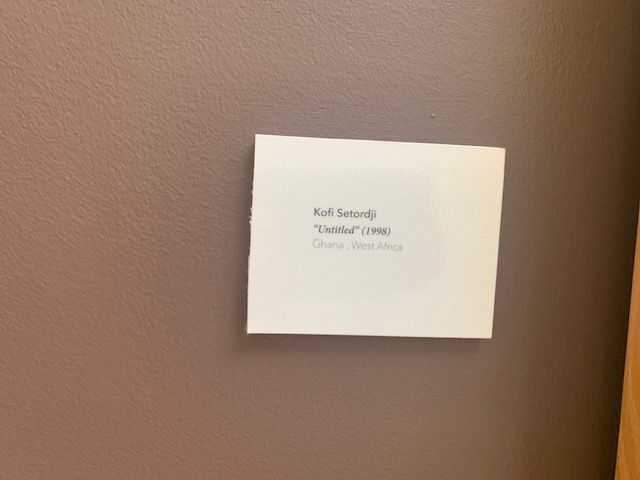 Kofi Setordji
"Untitled" (1998)
Ghana , West Africa